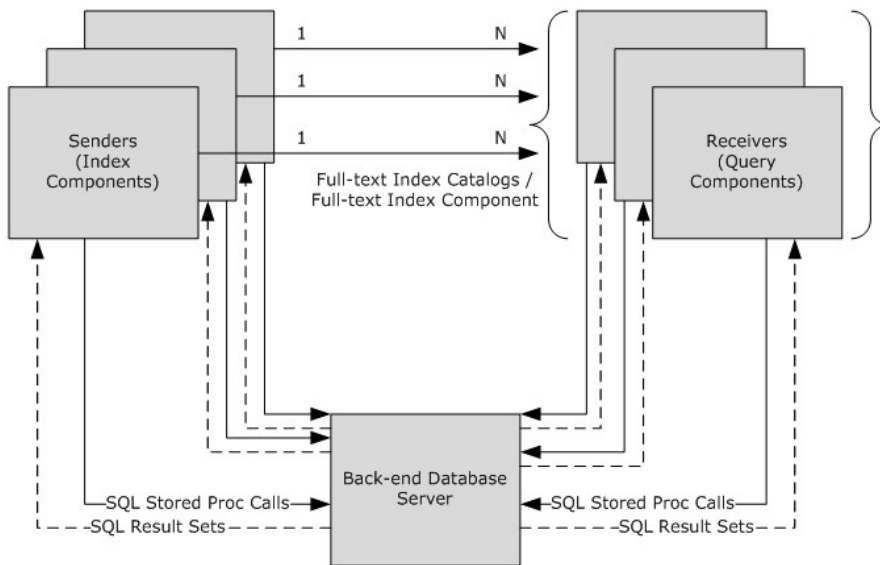 1 N
1 N
1 N
Senders
(Index
Components)
Receivers
(Query
Components)
Full-text Index Catalogs /
Full-text Index Component
Back-end Database
Server
SQL Stored Proc Calls
SQL Stored Proc Calls
SQL Result Sets
SQL Result Sets